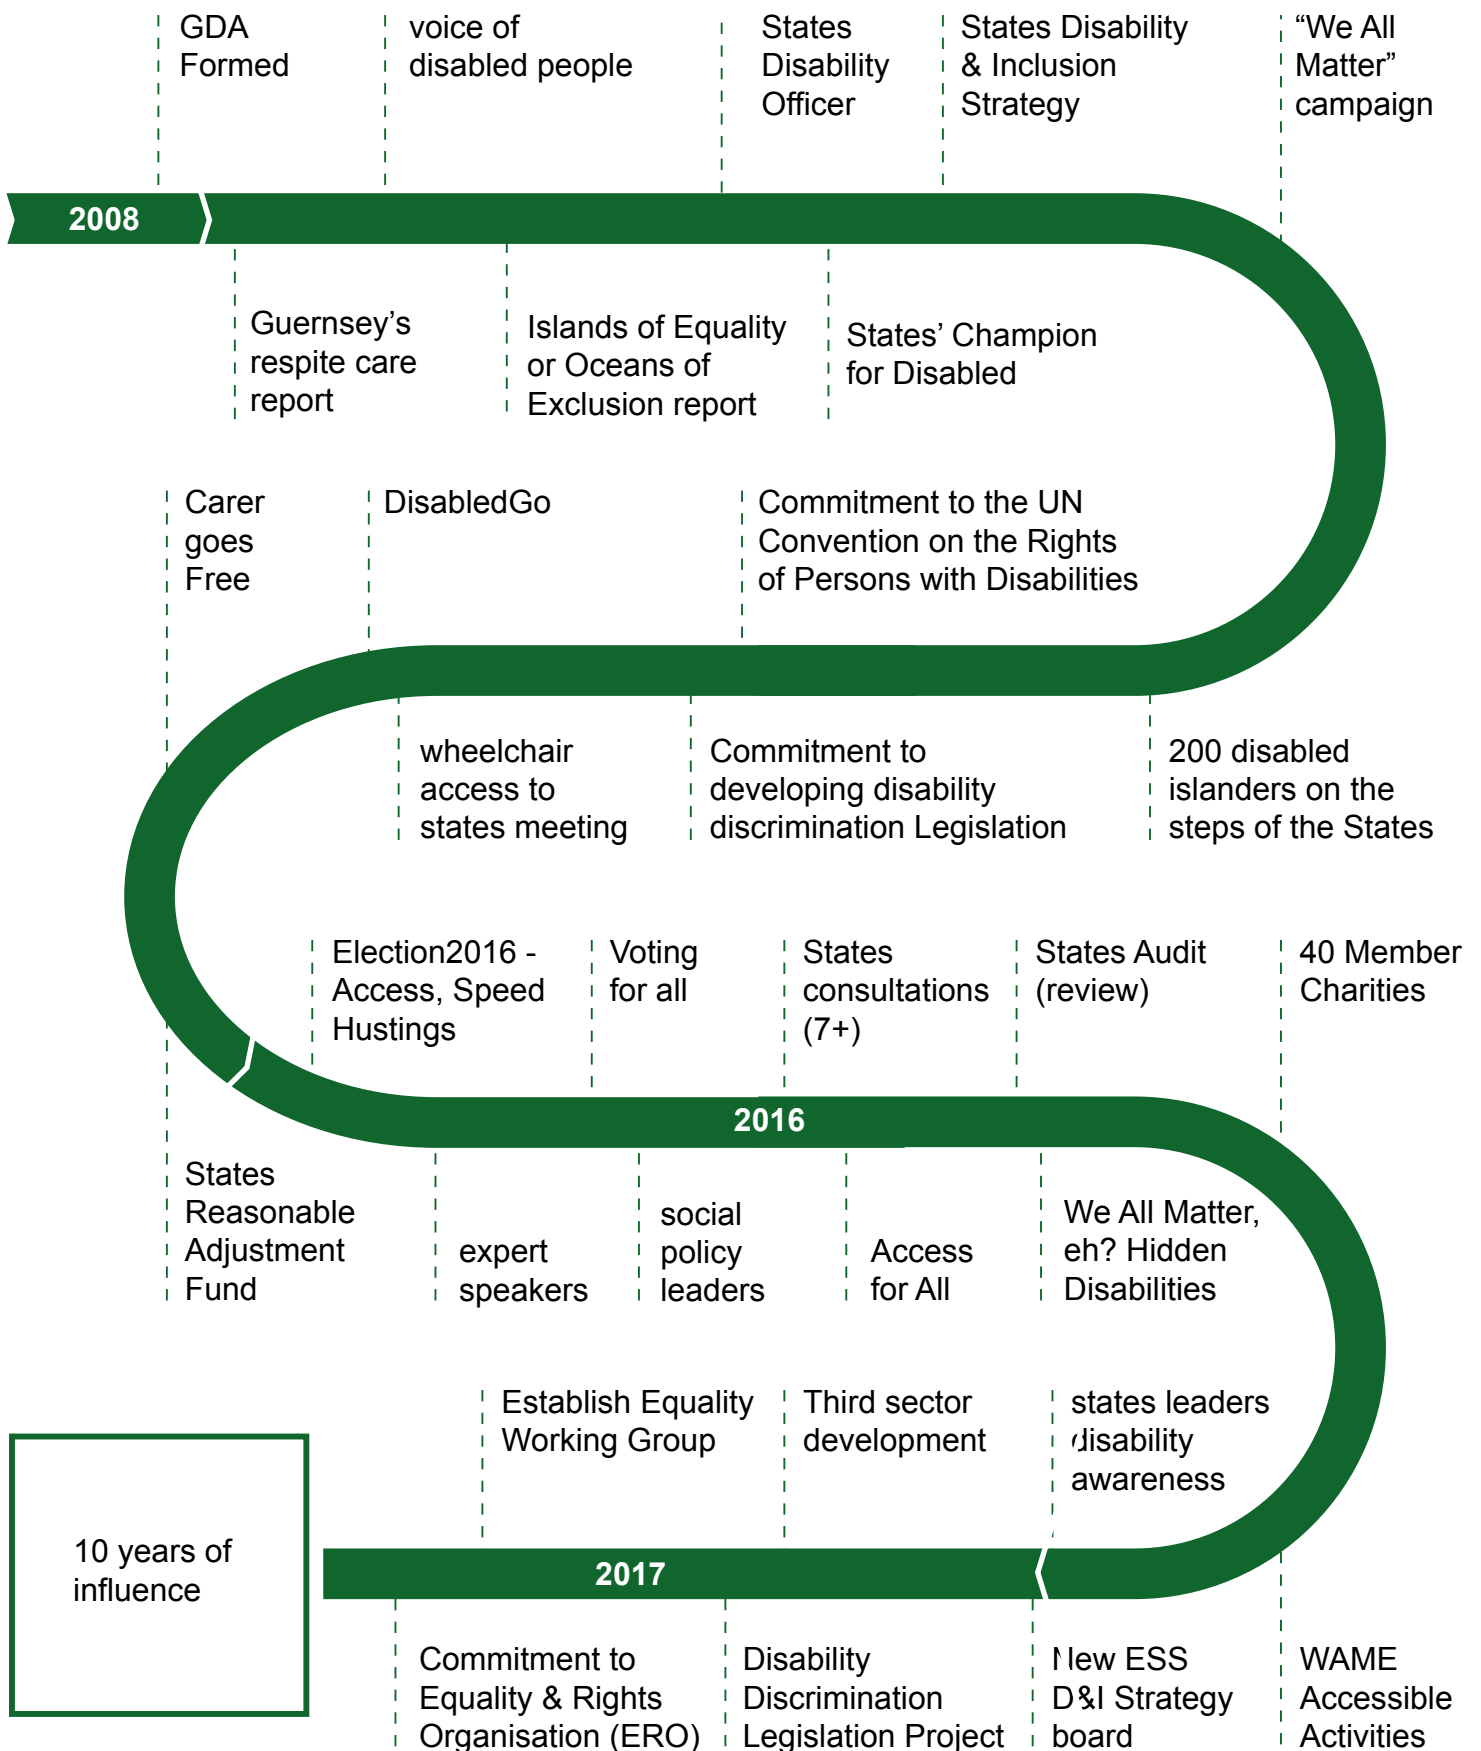 GDA
Formed
voice of
disabled people
States
Disability
Officer
States Disability
& Inclusion
Strategy
“We All
Matter”
campaign
2008
Guernsey’s
respite care
report
Islands of Equality
or Oceans of
Exclusion report
States’ Champion
for Disabled
Carer
goes
Free
DisabledGo
Commitment to the UN
Convention on the Rights
of Persons with Disabilities
wheelchair
access to
states meeting
Commitment to
developing disability
discrimination Legislation
200 disabled
islanders on the
steps of the States
Election2016 -
Access, Speed
Hustings
Voting
for all
States
consultations
(7+)
States Audit
(review)
40 Member
Charities
2016
States
Reasonable
Adjustment
Fund
expert
speakers
social
policy
leaders
Access
for All
We All Matter,
eh? Hidden
Disabilities
Establish Equality
Working Group
Third sector
development
states leaders
disability
awareness
10 years of
influence
2017
Commitment to
Equality & Rights
Organisation (ERO)
Disability
Discrimination
Legislation Project
New ESS
D&I Strategy
board
WAME
Accessible
Activities